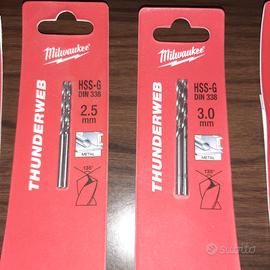 Milwaukee
THUNDERWEB
HSS-G
DIN 338
2.5
mm
METAL
135°
Milwaukee
THUNDERWEB
HSS-G
DIN 338
3.0
mm
METAL
135°
subito